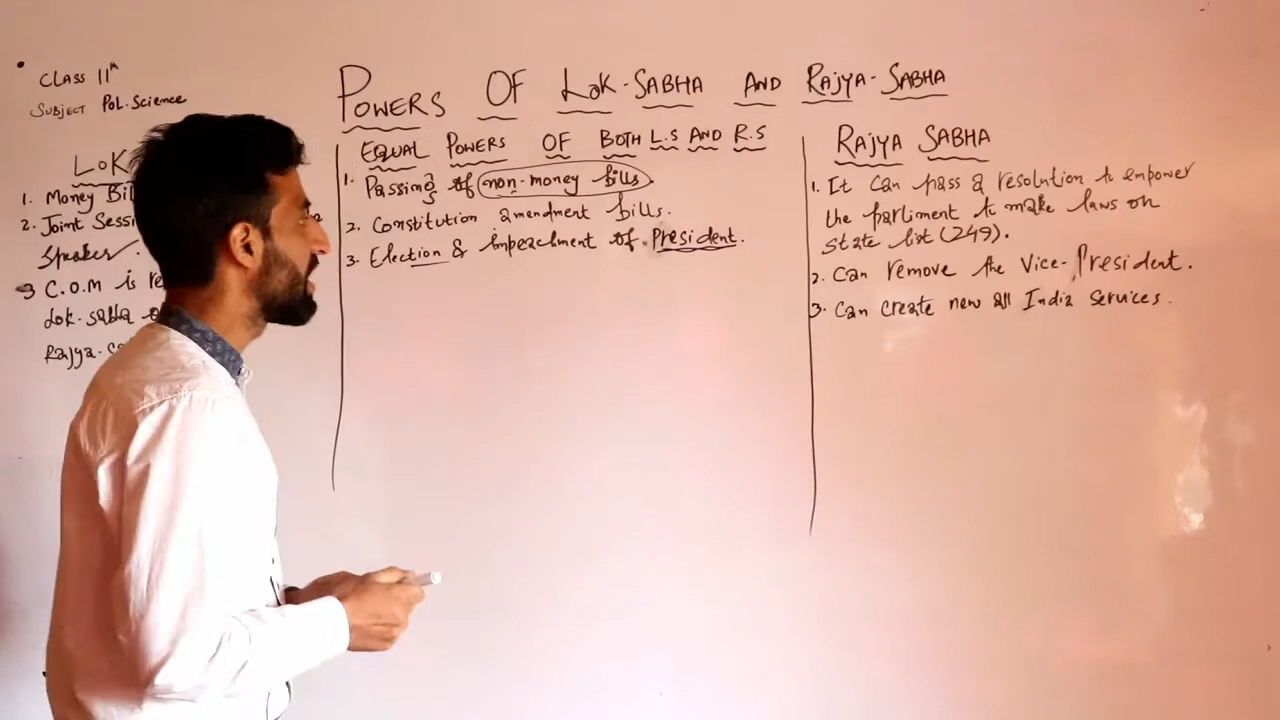 CLASS 11th
SUBJECT POL. Science
POWERS OF LOK-SABHA AND RAJYA-SABHA
LOK
1. Money Bil
2. Joint Sessi
Speaker
3 C.O.M is re
Lok-sabha
Rajya-
EQUAL POWERS OF BOTH L.S AND R.S
1. Passing of non-money bills.
2. Constitution amendment bills.
3. Election & impeachment of President.
RAJYA SABHA
1. It can pass a resolution to empower
the parliment to make laws on
state list (249).
2. Can remove the Vice-President.
3. Can create new all India Services.